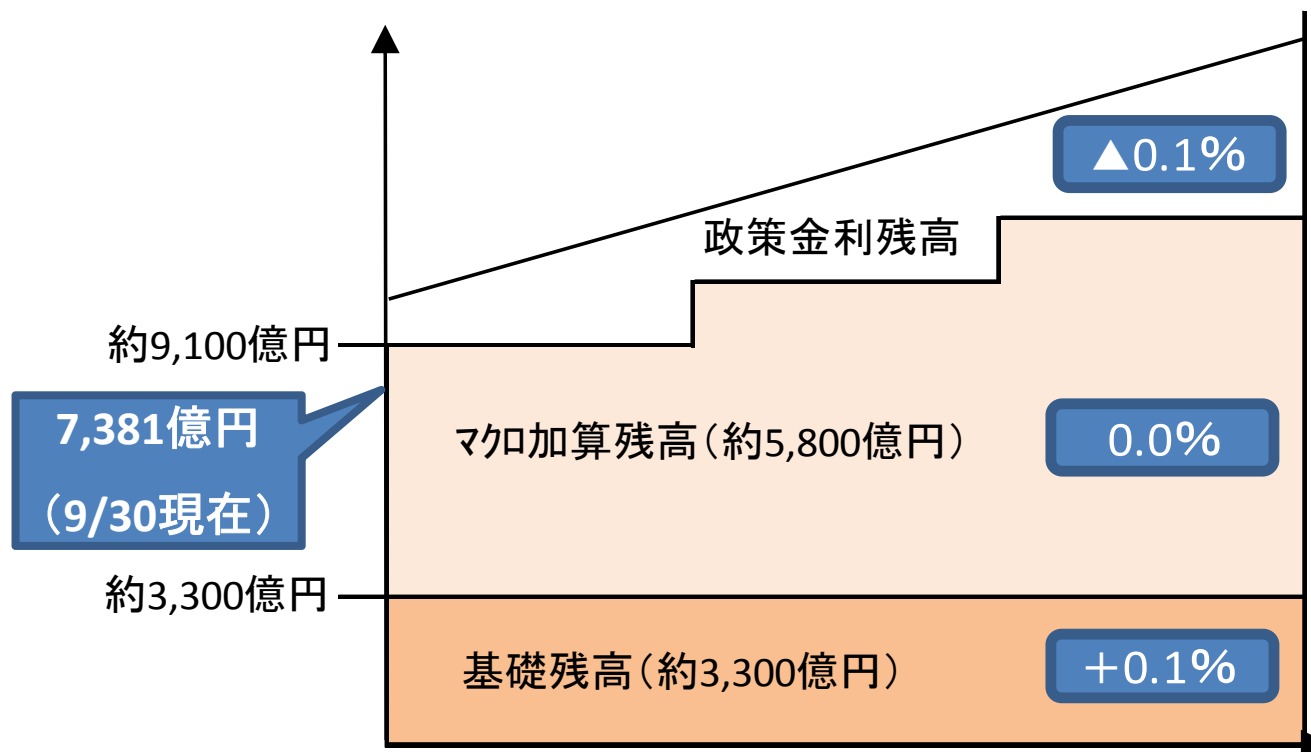 ▲0.1%
政策金利残高
約9,100億円
7,381億円
（9/30現在）
ﾏｸﾛ加算残高（約5,800億円）
0.0%
約3,300億円
基礎残高（約3,300億円）
＋0.1%